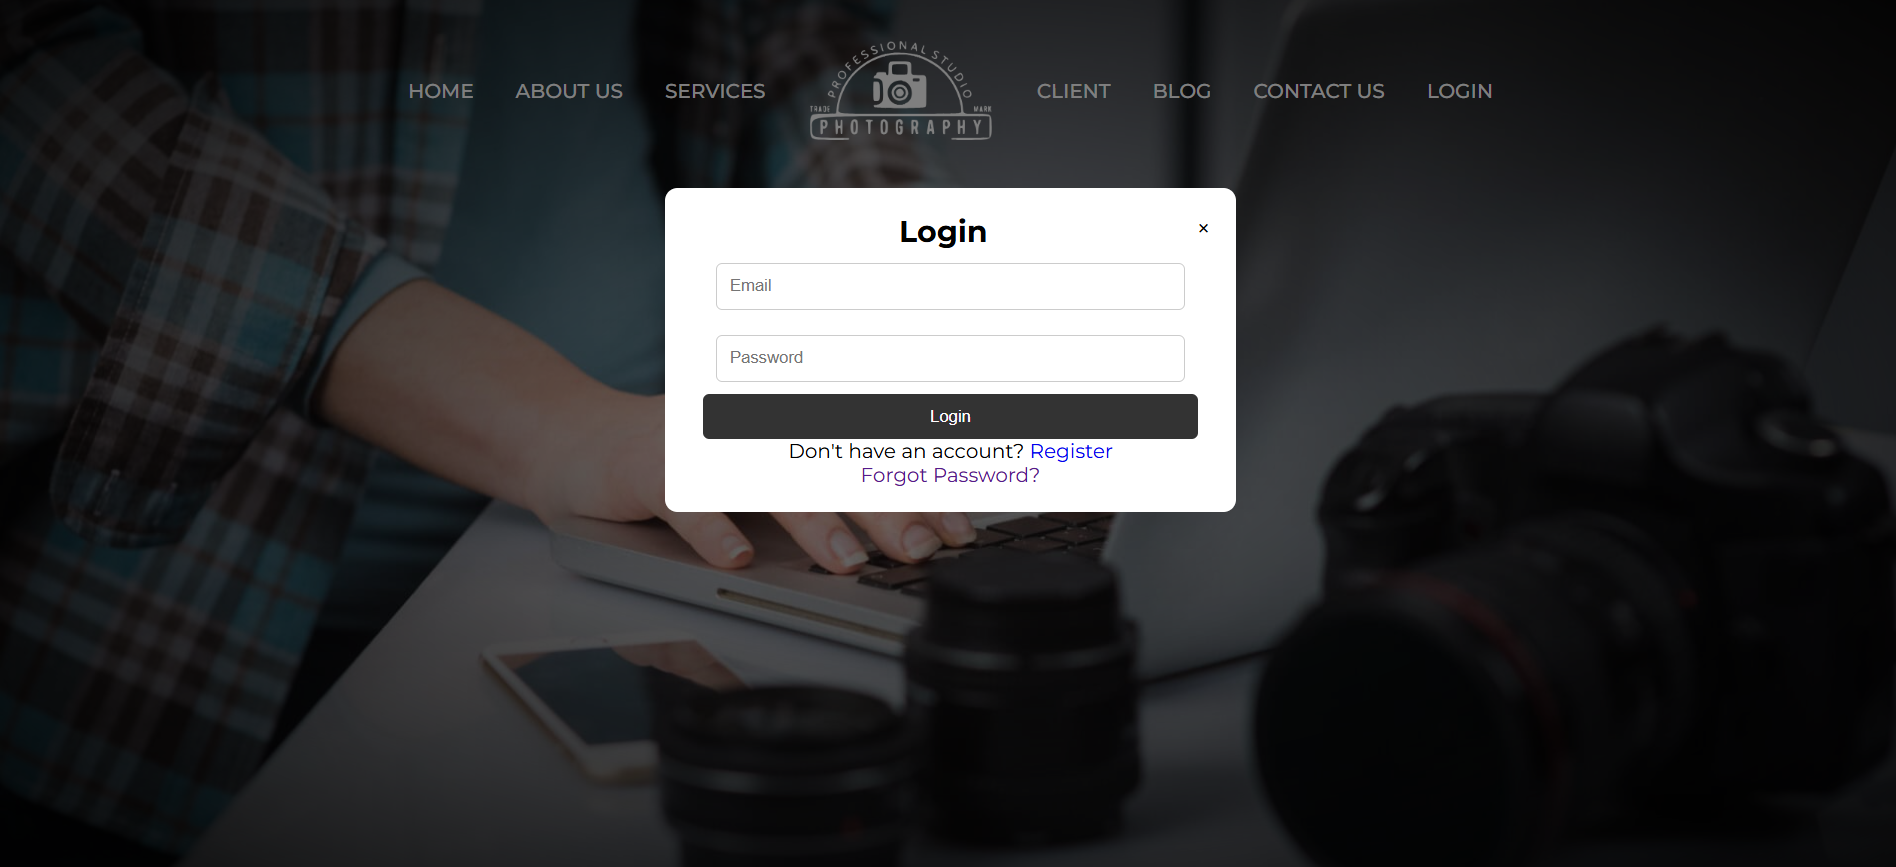 HOME ABOUT US SERVICES
PROFESSIONAL STUDIO
TRADE MARK
PHOTOGRAPHY
CLIENT BLOG CONTACT US LOGIN
Login ×
Email
Password
Login
Don't have an account? Register
Forgot Password?